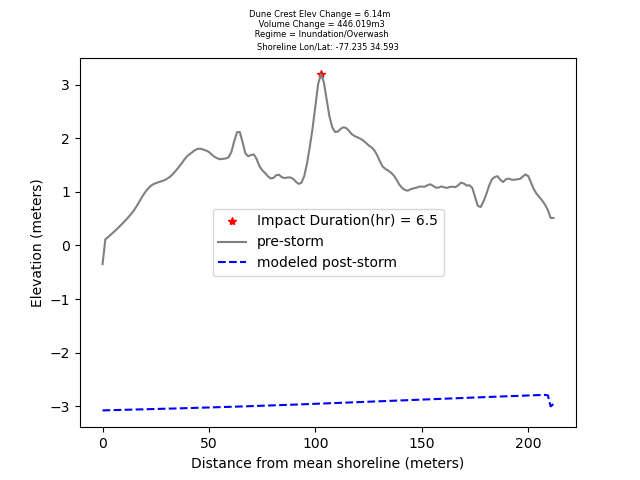 Dune Crest Elev Change = 6.14m
Volume Change = 446.019m3
Regime = Inundation/Overwash
Shoreline Lon/Lat: -77.235 34.593
3
2
1
0
−1
−2
−3
Elevation (meters)
Impact Duration(hr) = 6.5
pre-storm
modeled post-storm
0 50 100 150 200
Distance from mean shoreline (meters)